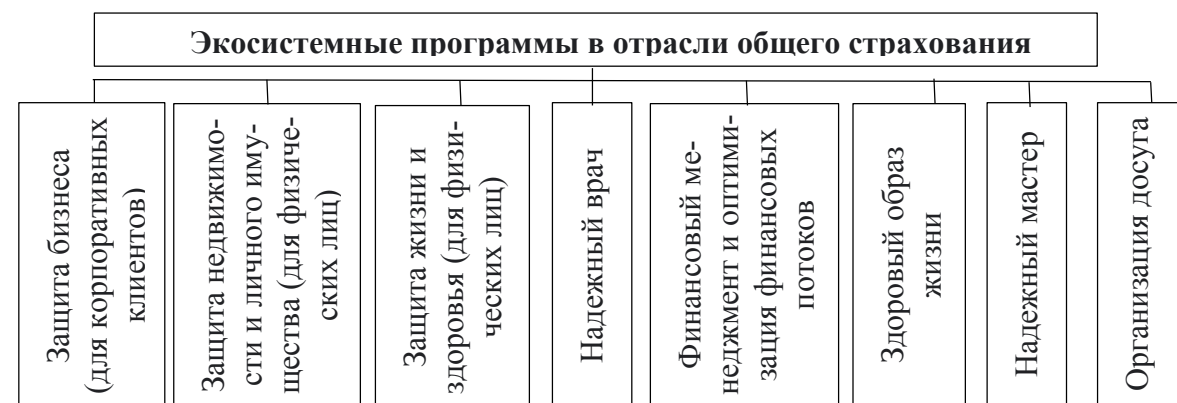 Экосистемные программы в отрасли общего страхования
Защита бизнеса
(для корпоративных
клиентов)
Защита недвижимо-
сти и личного иму-
щества (для физиче-
ских лиц)
Защита жизни и
здоровья (для физи-
ческих лиц)
Надежный врач
Финансовый ме-
неджмент и оптими-
зация финансовых
потоков
Здоровый образ
жизни
Надежный мастер
Организация досуга